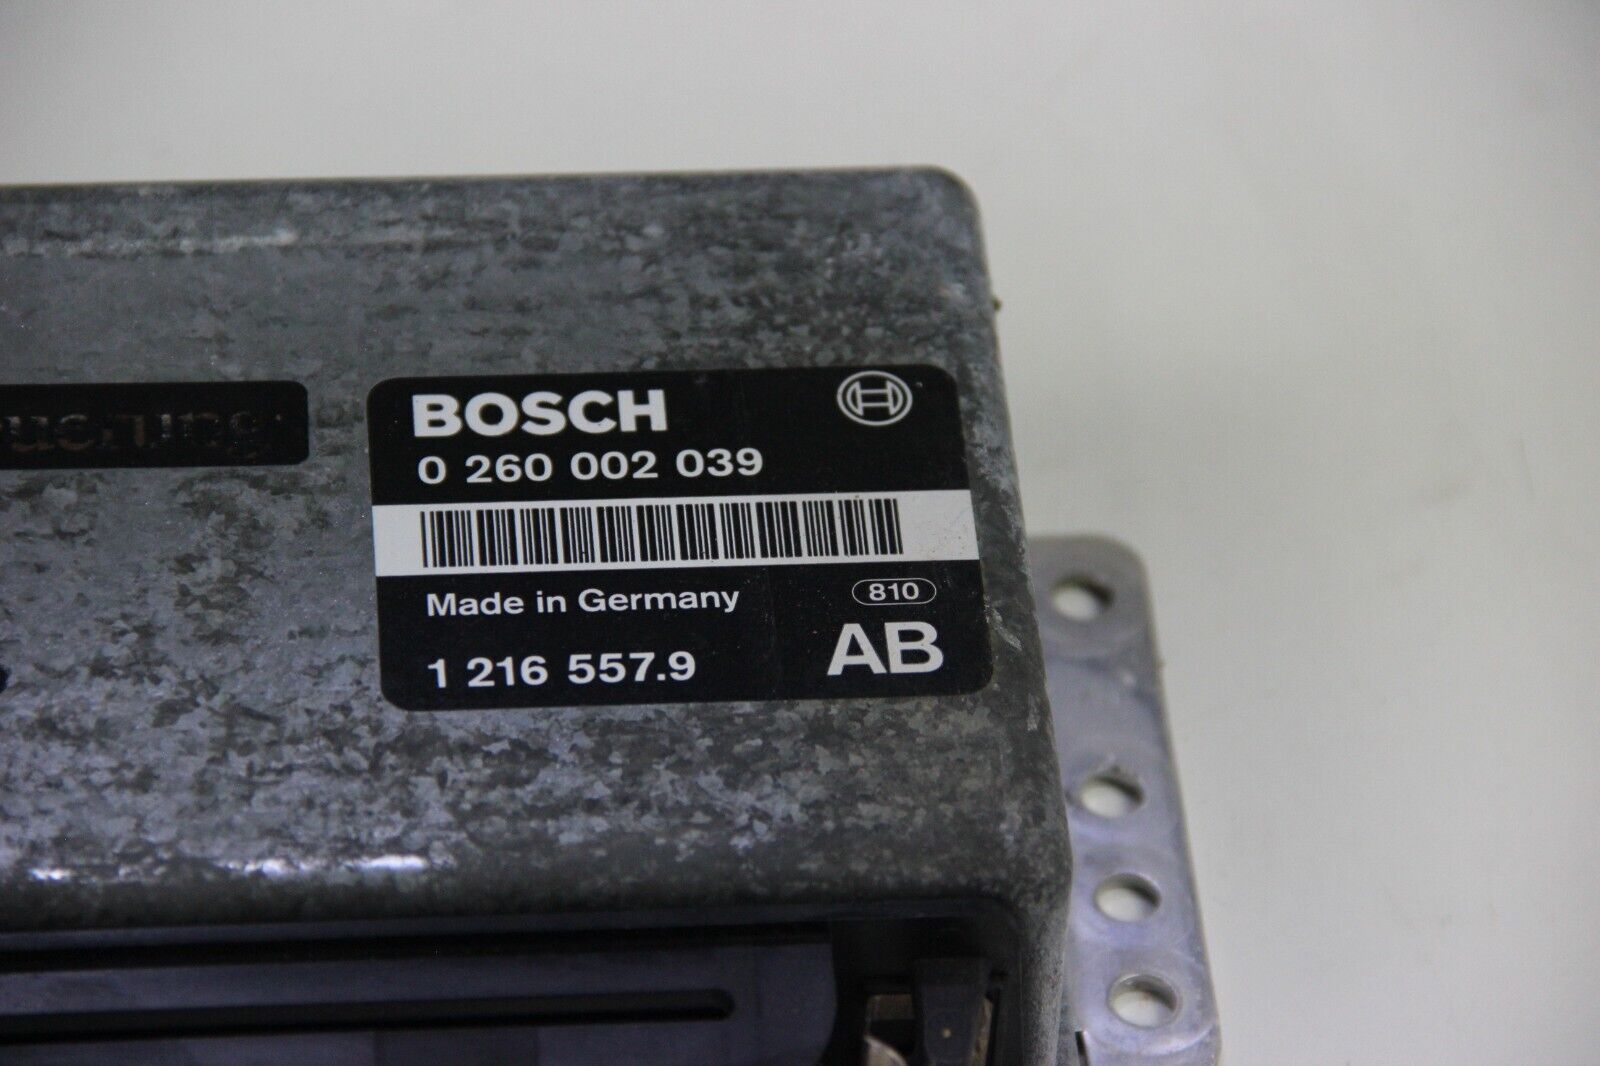 BOSCH
0 260 002 039
Made in Germany 810
1 216 557.9 AB